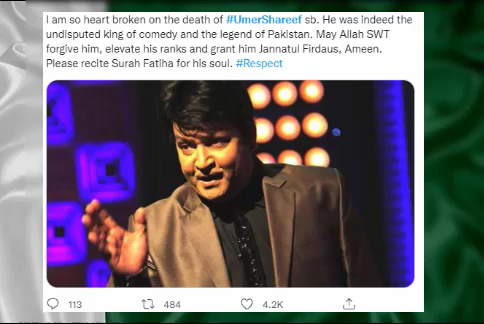 I am so heart broken on the death of #UmerShareef sb. He was indeed the
undisputed king of comedy and the legend of Pakistan. May Allah SWT
forgive him, elevate his ranks and grant him Jannatul Firdaus, Ameen.
Please recite Surah Fatiha for his soul. #Respect
113 484 4.2K